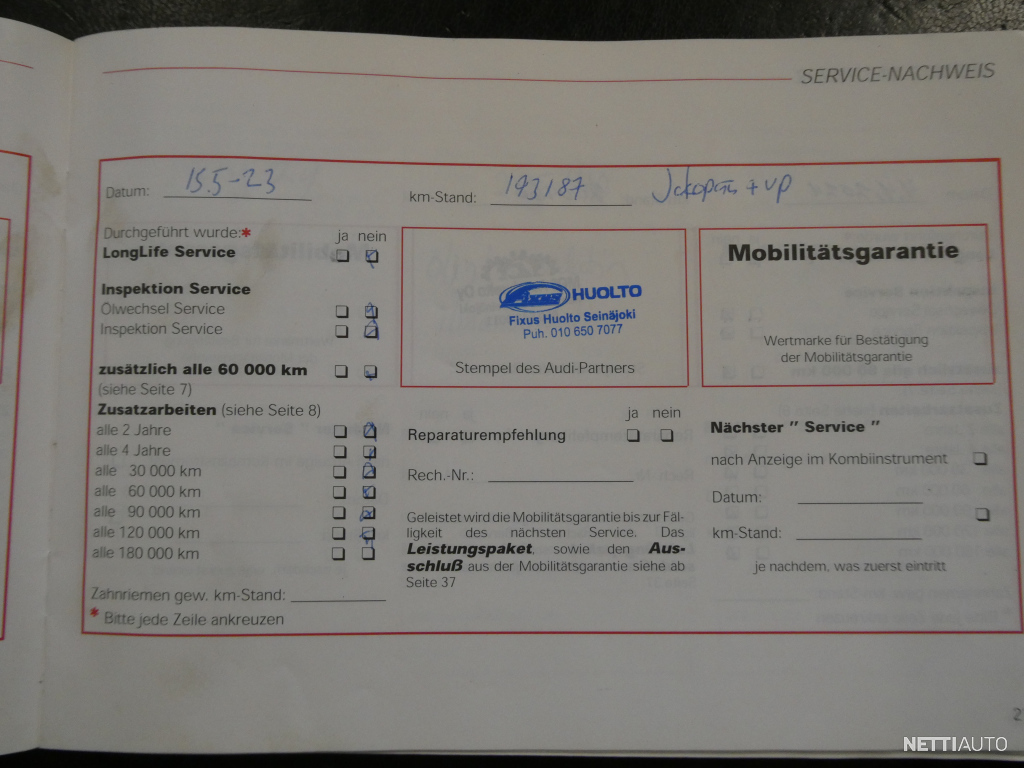 SERVICE-NACHWEIS
Datum: 15.5-23
km-Stand: 193187 Jakopää + vp
Durchgeführt wurde:*
ja nein
LongLife Service
Inspektion Service
Ölwechsel Service
Inspektion Service
zusätzlich alle 60 000 km
(siehe Seite 7)
Zusatzarbeiten (siehe Seite 8)
alle 2 Jahre
alle 4 Jahre
alle 30 000 km
alle 60 000 km
alle 90 000 km
alle 120 000 km
alle 180 000 km
Zahnriemen gew. km-Stand:
* Bitte jede Zeile ankreuzen
HUOLTO
Fixus Huolto Seinäjoki
Puh. 010 650 7077
Stempel des Audi-Partners
ja nein
Reparaturempfehlung
Rech.-Nr.:
Geleistet wird die Mobilitätsgarantie bis zur Fäl-
ligkeit des nächsten Service. Das
Leistungspaket, sowie den Aus-
schluß aus der Mobilitätsgarantie siehe ab
Seite 37
Mobilitätsgarantie
Wertmarke für Bestätigung
der Mobilitätsgarantie
Nächster " Service "
nach Anzeige im Kombiinstrument
Datum:
km-Stand:
je nachdem, was zuerst eintritt
NETTIAUTO